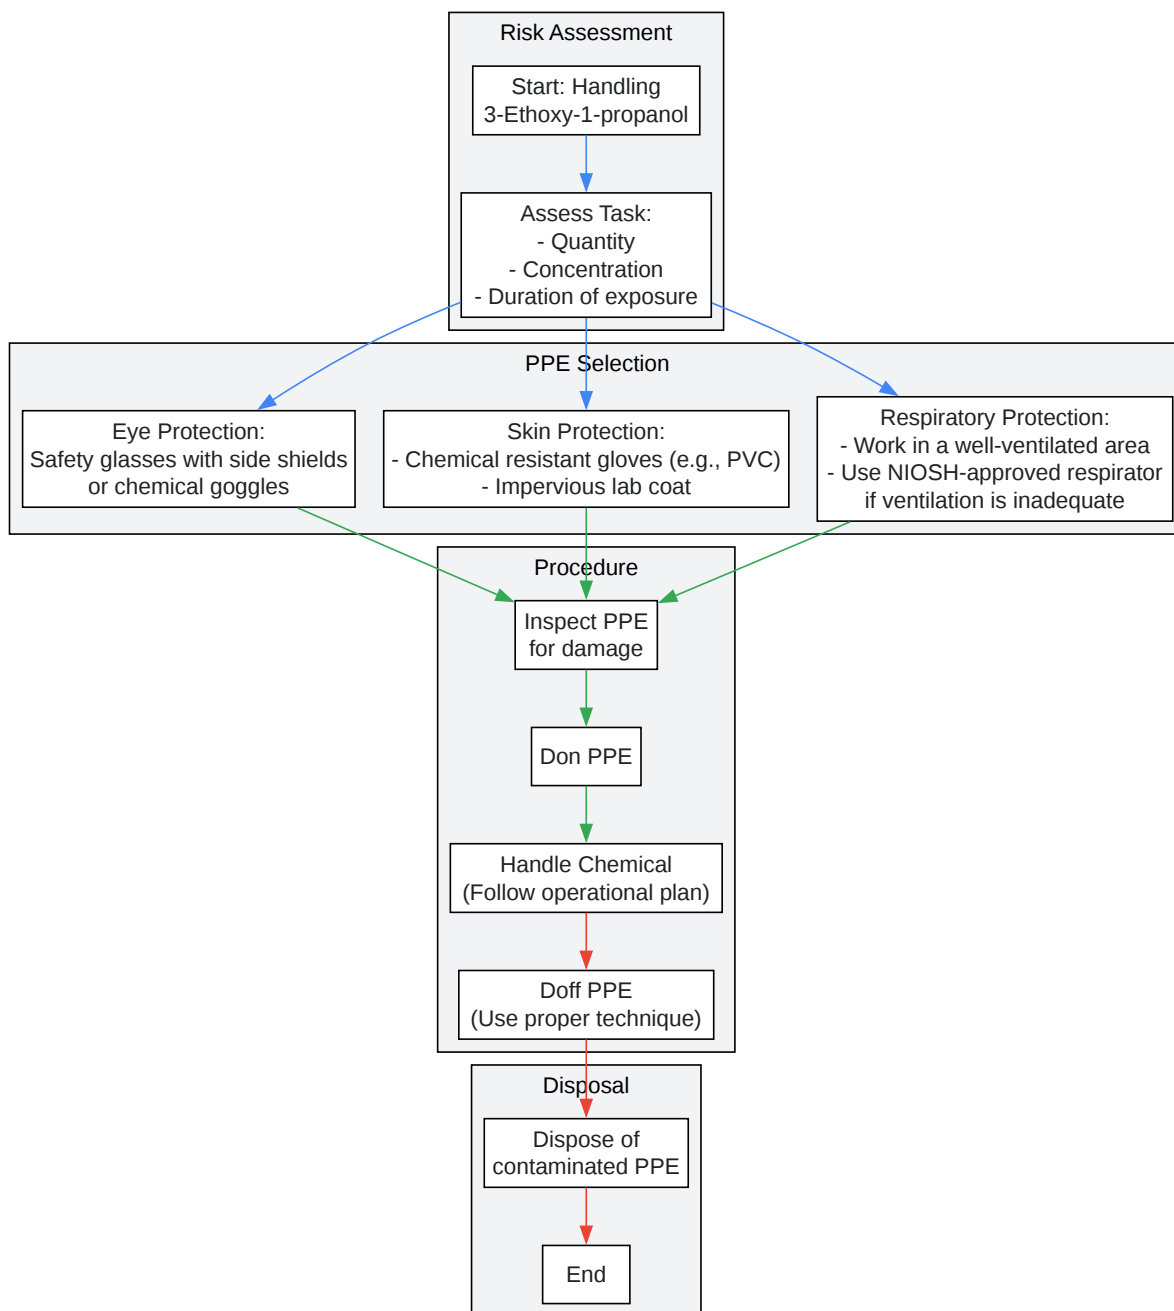 Risk Assessment
Start: Handling
3-Ethoxy-1-propanol
Assess Task:
- Quantity
- Concentration
- Duration of exposure
PPE Selection
Eye Protection:
Safety glasses with side shields
or chemical goggles
Skin Protection:
- Chemical resistant gloves (e.g., PVC)
- Impervious lab coat
Respiratory Protection:
- Work in a well-ventilated area
- Use NIOSH-approved respirator
if ventilation is inadequate
Procedure
Inspect PPE
for damage
Don PPE
Handle Chemical
(Follow operational plan)
Doff PPE
(Use proper technique)
Disposal
Dispose of
contaminated PPE
End